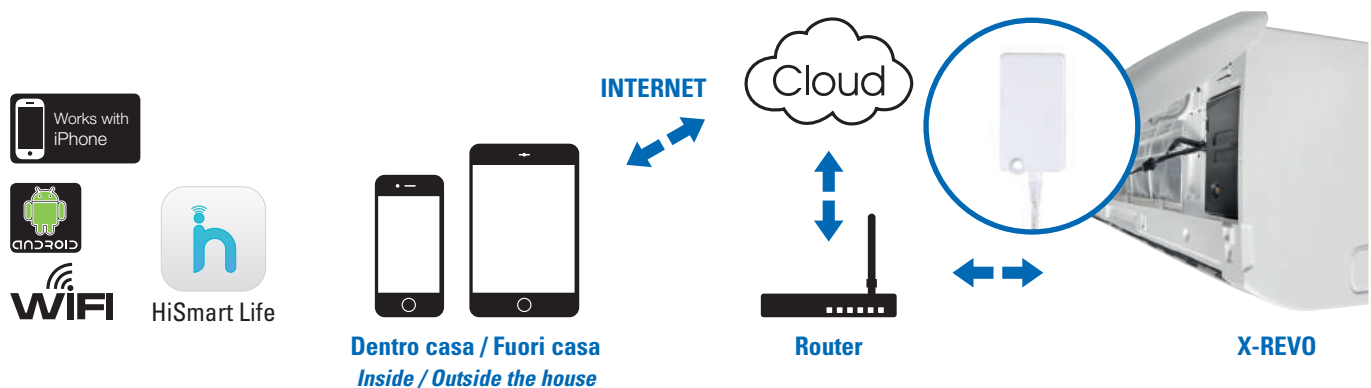 INTERNET
Cloud
Works with
iPhone
ANDROID
WiFi
HiSmart Life
Dentro casa / Fuori casa
Inside / Outside the house
Router
X-REVO